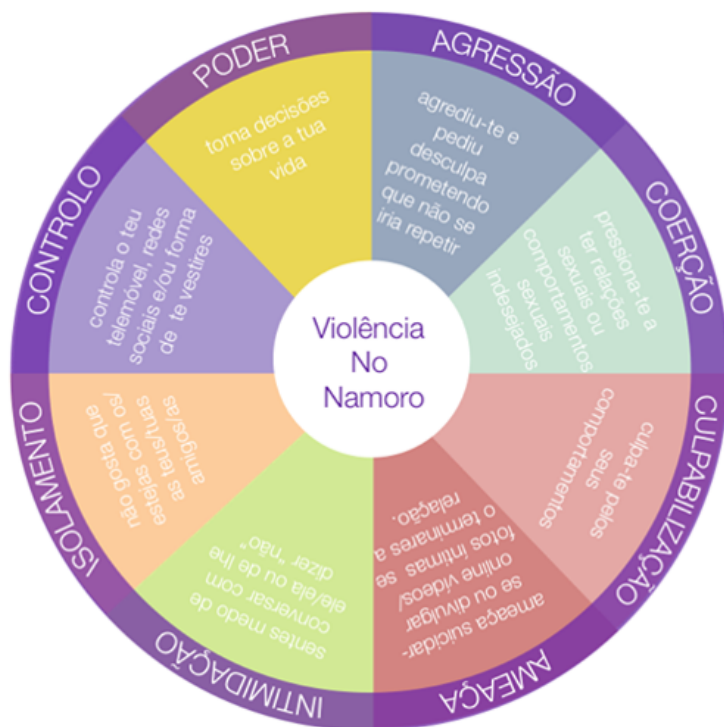 Violência
No
Namoro
PODER
toma decisões
sobre a tua
vida
AGRESSÃO
agrediu-te e
pediu
desculpa
prometendo
que não se
iria repetir
COERÇÃO
pressiona-te a
ter relações
sexuais ou
comportamentos
sexuais
indesejados
CULPABILIZAÇÃO
culpa-te pelos
seus
comportamentos
AMEAÇA
ameaça suicidar-
se ou divulgar
online vídeos/
fotos íntimas se
o terminares a
relação.
INTIMIDAÇÃO
sentes medo de
conversar com
ele/ela ou de lhe
dizer "não"
ISOLAMENTO
não gosta que
estejas com os/
as teus/tuas
amigos/as
CONTROLO
controla o teu
telemóvel, redes
sociais e/ou forma
de te vestires